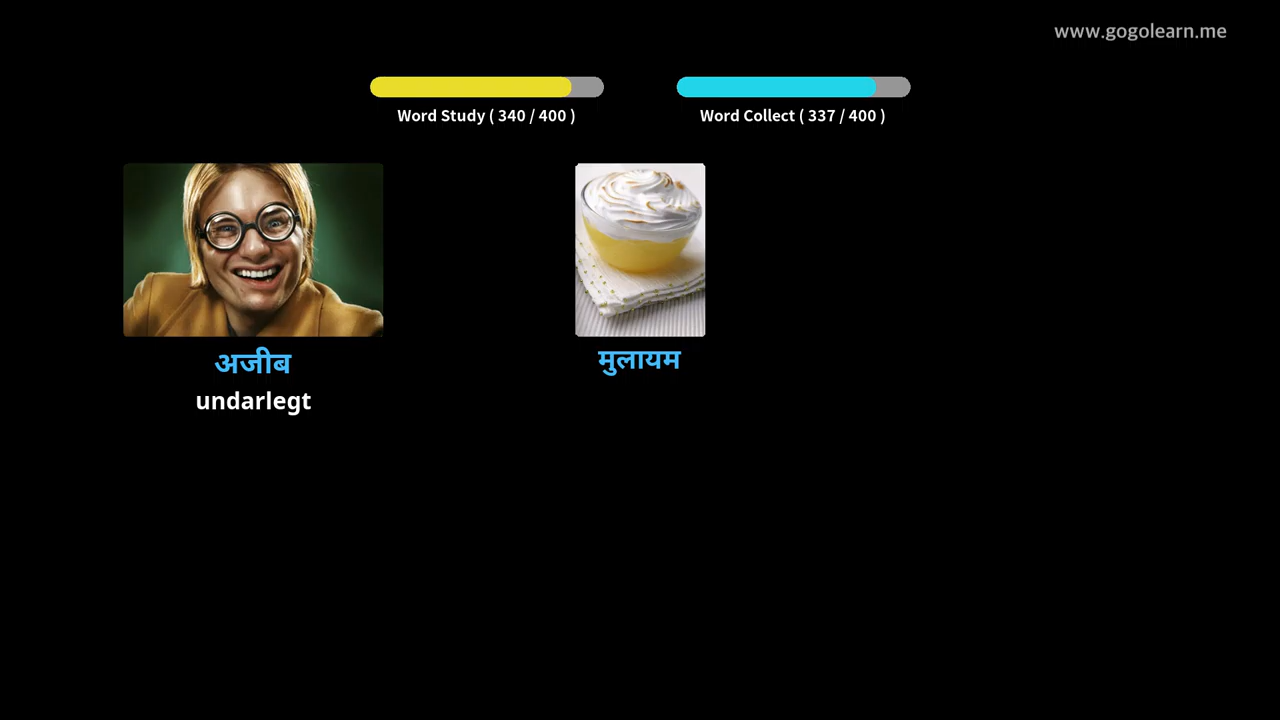 www.gogolearn.me
Word Study ( 340 / 400 )
Word Collect ( 337 / 400 )
अजीब
undarlegt
मुलायम